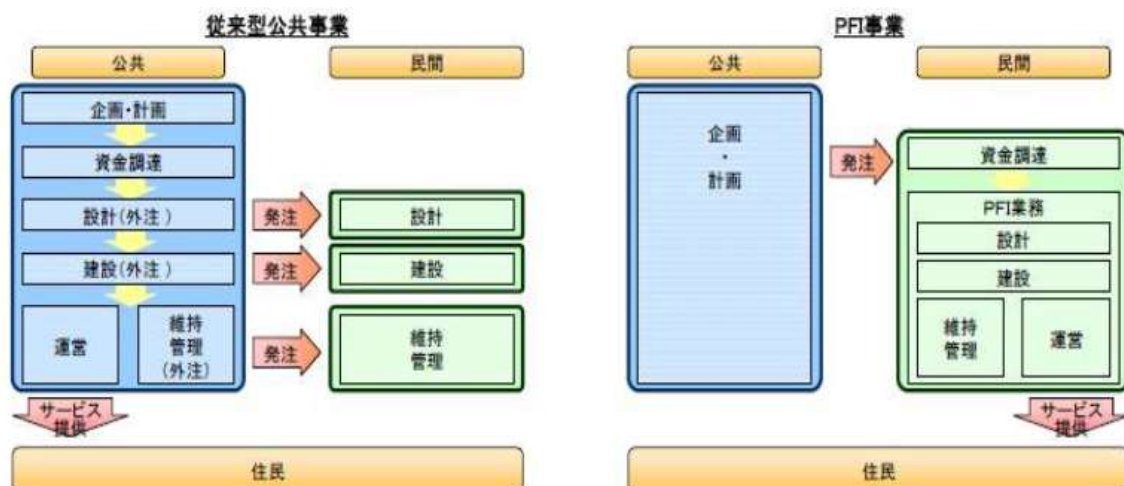 従来型公共事業
公共
民間
企画・計画
資金調達
設計(外注)
発注
設計
建設(外注)
発注
建設
運営
維持
管理
(外注)
発注
維持
管理
サービス
提供
住民
PFI事業
公共
民間
企画
・
計画
発注
資金調達
PFI業務
設計
建設
維持
管理
運営
サービス
提供
住民